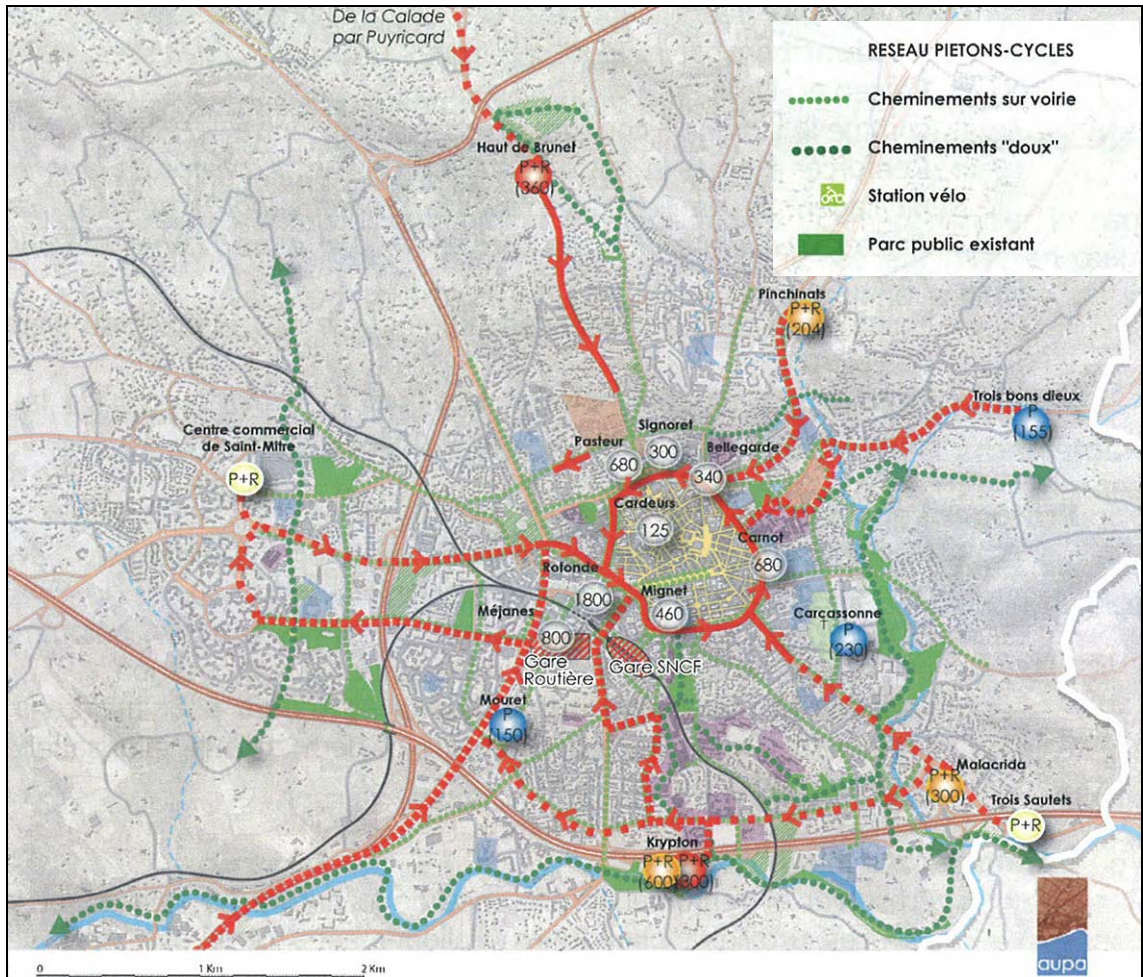 De la Calade
par Puyricard
RESEAU PIETONS-CYCLES
Cheminements sur voirie
Cheminements "doux"
Station vélo
Parc public existant
Haut de Brunet
P+R
(360)
Pinchinats
P+R
(204)
Trois bons dieux
P
(155)
Centre commercial
de Saint-Mitre
P+R
Signoret
300
Pasteur
680
Bellegarde
340
Cardeurs
125
Carnot
680
Rotonde
1800
Mignet
460
Méjanes
800
Gare
Routière
Gare SNCF
Carcassonne
P
(230)
Mouret
P
(150)
Malacrida
P+R
(300)
Trois Sautets
P+R
Krypton
P+R P+R
(600) (300)
aupa
0 1 Km 2 Km